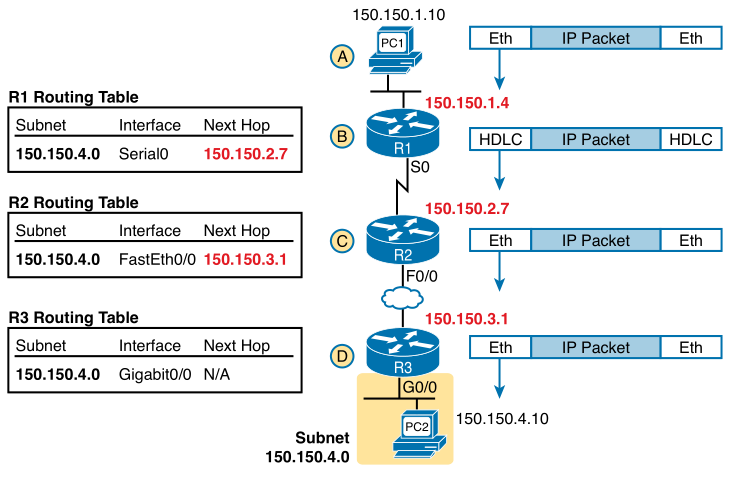 150.150.1.10
PC1
A
Eth IP Packet Eth
R1 Routing Table
Subnet Interface Next Hop
150.150.4.0 Serial0 150.150.2.7
150.150.1.4
B
R1
S0
HDLC IP Packet HDLC
R2 Routing Table
Subnet Interface Next Hop
150.150.4.0 FastEth0/0 150.150.3.1
150.150.2.7
C
R2
F0/0
Eth IP Packet Eth
R3 Routing Table
Subnet Interface Next Hop
150.150.4.0 Gigabit0/0 N/A
150.150.3.1
D
R3
G0/0
Eth IP Packet Eth
PC2
150.150.4.10
Subnet
150.150.4.0